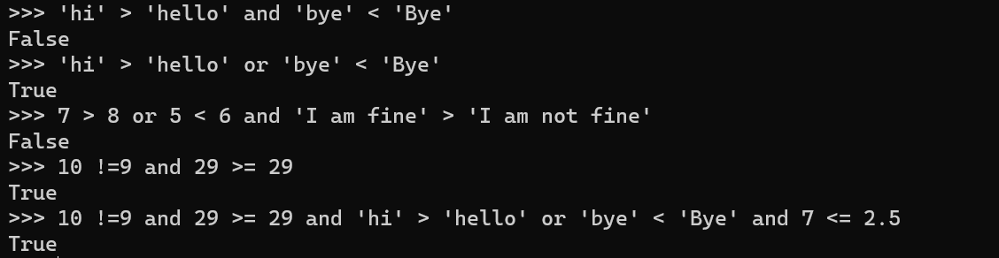 >>> 'hi' > 'hello' and 'bye' < 'Bye'
False
>>> 'hi' > 'hello' or 'bye' < 'Bye'
True
>>> 7 > 8 or 5 < 6 and 'I am fine' > 'I am not fine'
False
>>> 10 !=9 and 29 >= 29
True
>>> 10 !=9 and 29 >= 29 and 'hi' > 'hello' or 'bye' < 'Bye' and 7 <= 2.5
True